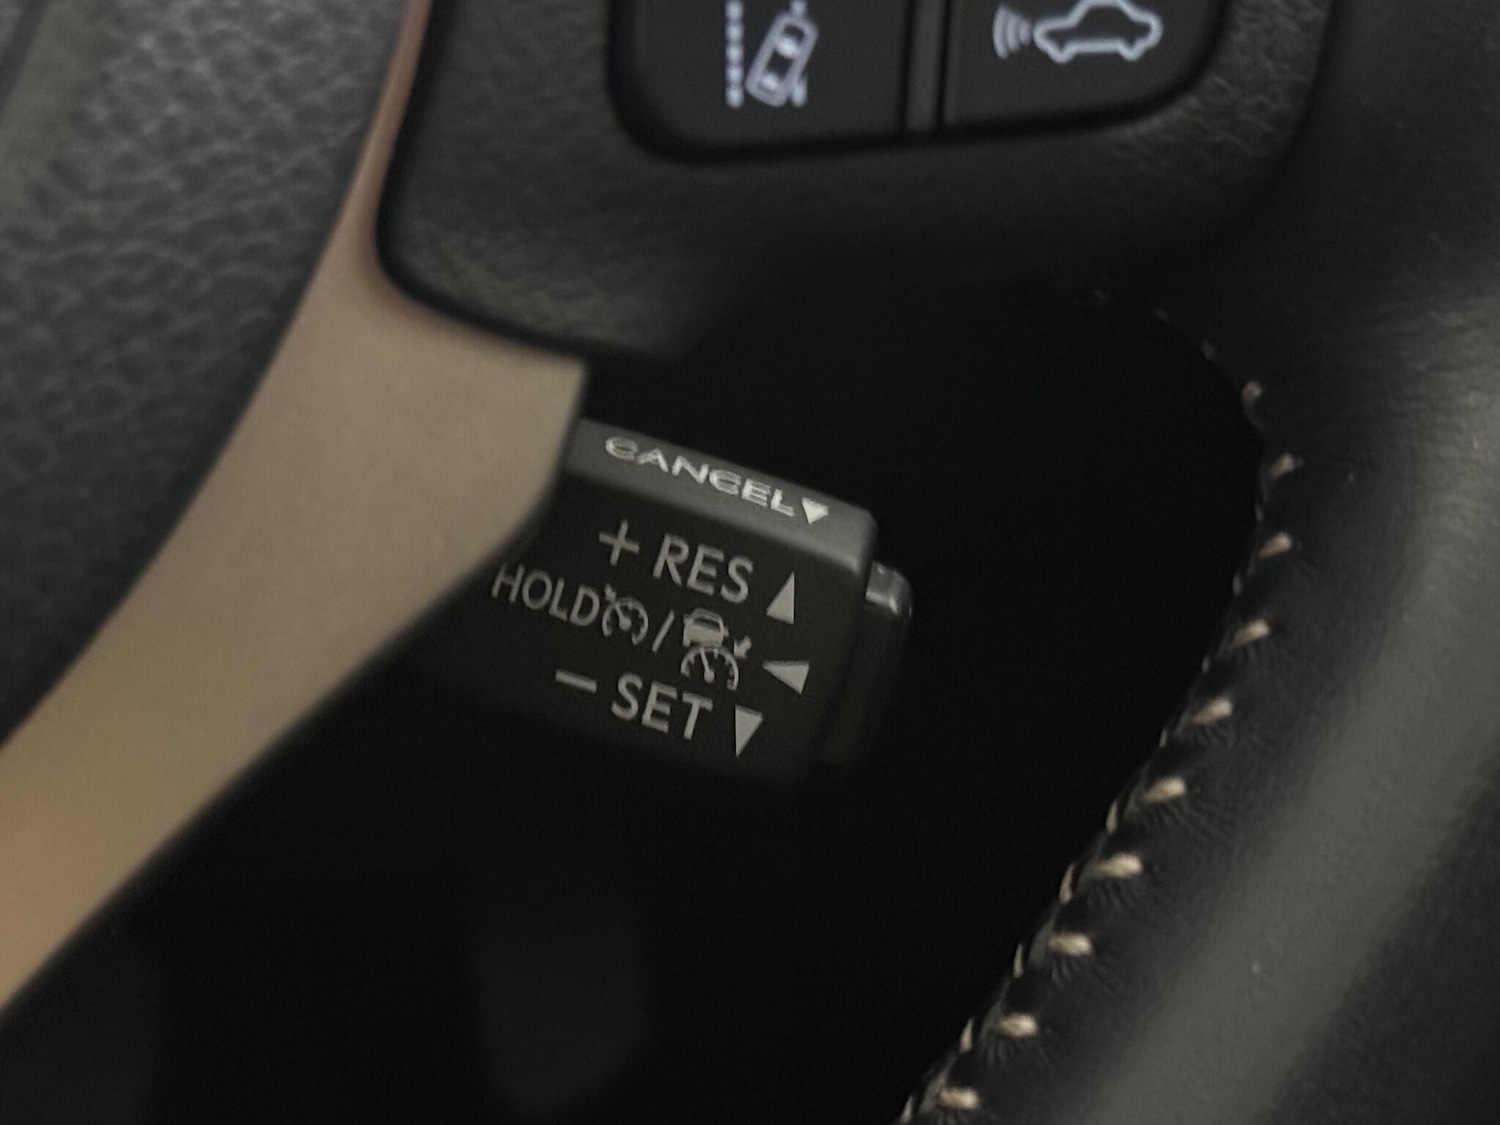 CANCEL▼
+ RES ▲
HOLD / ◀
- SET ▼